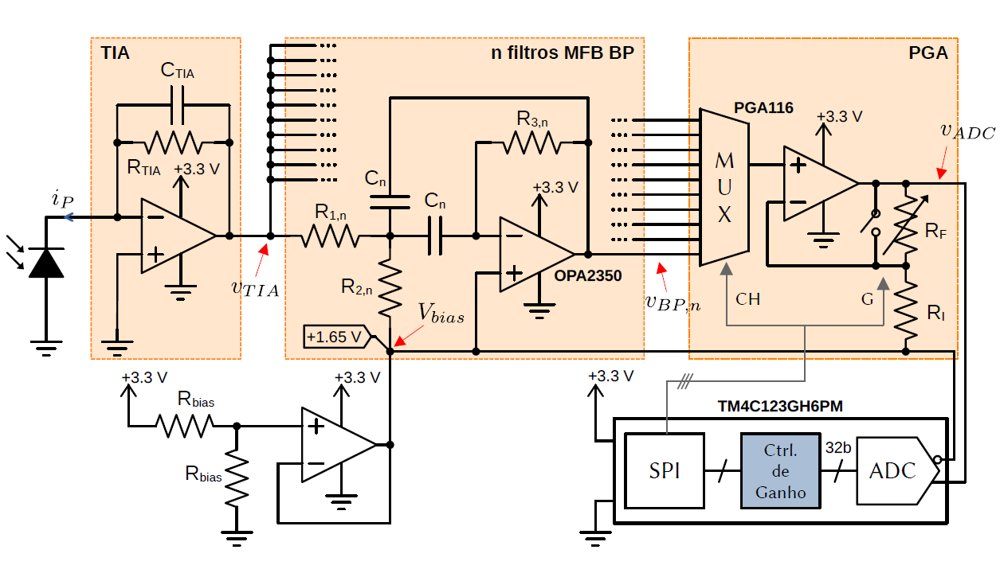 TIA
n filtros MFB BP
PGA
C_TIA
R_TIA
+3.3 V
i_P
v_TIA
R_1,n
C_n
C_n
R_2,n
R_3,n
+3.3 V
OPA2350
+1.65 V
V_bias
v_BP,n
PGA116
M
U
X
+3.3 V
v_ADC
R_F
R_I
CH
G
+3.3 V
R_bias
R_bias
+3.3 V
+3.3 V
TM4C123GH6PM
SPI
Ctrl.
de
Ganho
32b
ADC